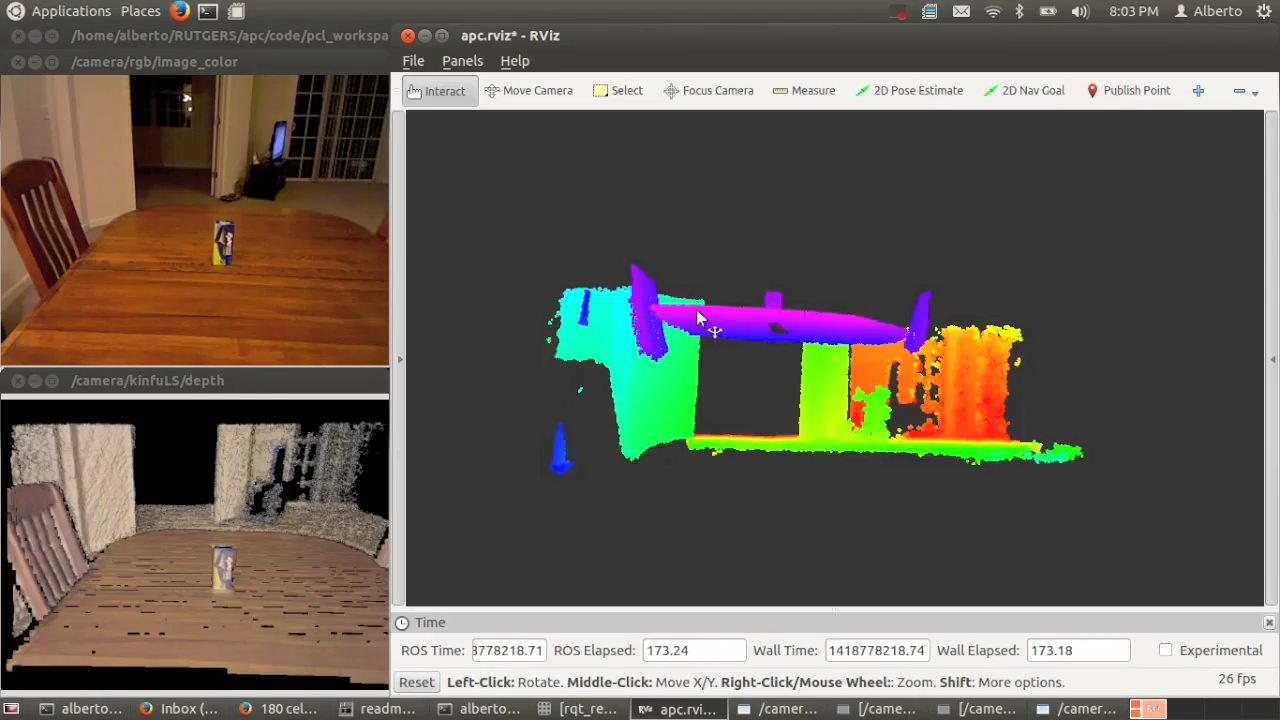 Applications Places 8:03 PM Alberto
/home/alberto/RUTGERS/apc/code/pcl_workspa
apc.rviz* - RViz
/camera/rgb/image_color
File Panels Help
Interact Move Camera Select Focus Camera Measure 2D Pose Estimate 2D Nav Goal Publish Point
/camera/kinfuLS/depth
Time
ROS Time: 3778218.71 ROS Elapsed: 173.24 Wall Time: 1418778218.74 Wall Elapsed: 173.18 Experimental
Reset Left-Click: Rotate. Middle-Click: Move X/Y. Right-Click/Mouse Wheel:: Zoom. Shift: More options. 26 fps
alberto... Inbox (... 180 cel... readm... alberto... [rqt_re... apc.rvi... /camer... [/came... [/came... /camer...